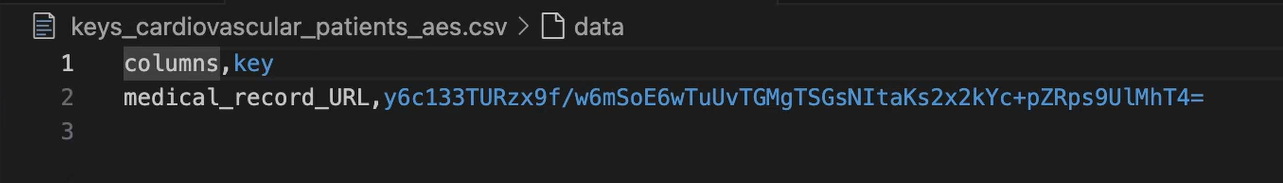 keys_cardiovascular_patients_aes.csv > data
1 columns,key
2 medical_record_URL,y6c133TURzx9f/w6mSoE6wTuUvTGMgTSGsNItaKs2x2kYc+pZRps9UlMhT4=
3